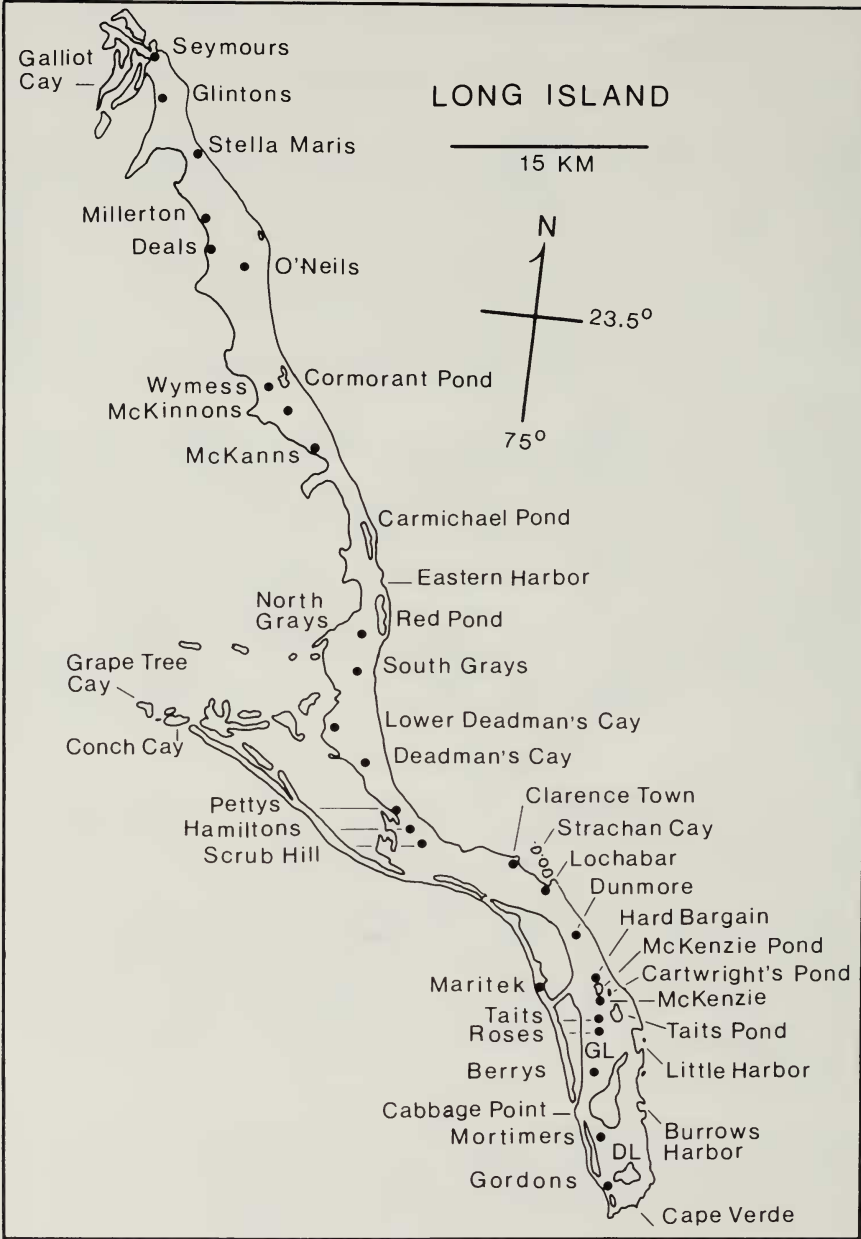 Seymours
Galliot
Cay
Glintons
LONG ISLAND
Stella Maris
15 KM
Millerton
Deals
O'Neils
N
23.5°
75°
Cormorant Pond
Wymess
McKinnons
McKanns
Carmichael Pond
Eastern Harbor
North
Grays
Red Pond
Grape Tree
Cay
South Grays
Lower Deadman's Cay
Conch Cay
Deadman's Cay
Pettys
Hamiltons
Scrub Hill
Clarence Town
Strachan Cay
Lochabar
Dunmore
Hard Bargain
McKenzie Pond
Cartwright's Pond
Maritek
McKenzie
Taits
Taits Pond
Roses
GL
Berrys
Little Harbor
Cabbage Point
Mortimers
Burrows
Harbor
DL
Gordons
Cape Verde